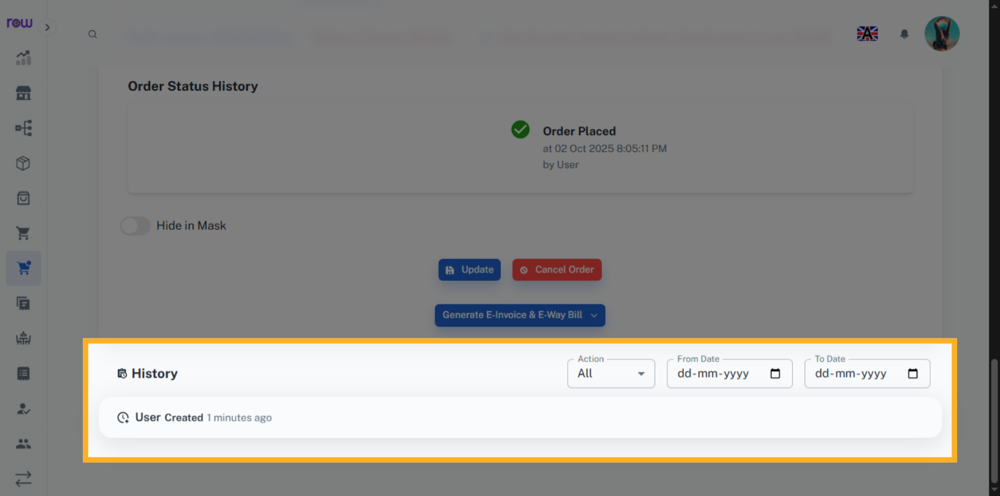 row
A
Order Status History
Order Placed
at 02 Oct 2025 8:05:11 PM
by User
Hide in Mask
Update
Cancel Order
Generate E-Invoice & E-Way Bill
History
Action
All
From Date
dd-mm-yyyy
To Date
dd-mm-yyyy
User Created 1 minutes ago